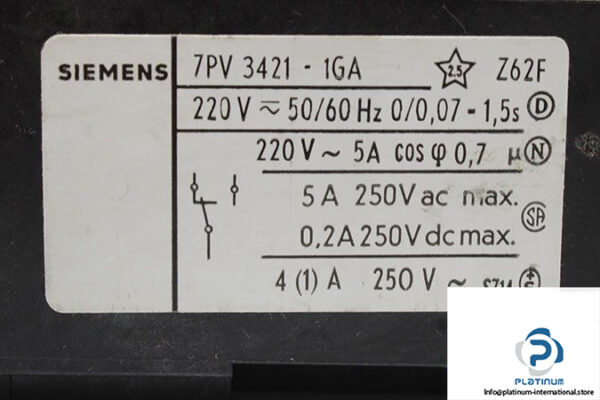 SIEMENS
7PV 3421 - 1GA 2.5 Z62F
220 V ≂ 50/60 Hz 0/0,07 - 1,5s D
220 V ~ 5A cos φ 0,7 µ N
5 A 250V ac max.
0,2A 250V dc max. SA
4 (1) A 250 V ~
PLATINUM
Info@platinum-international.store